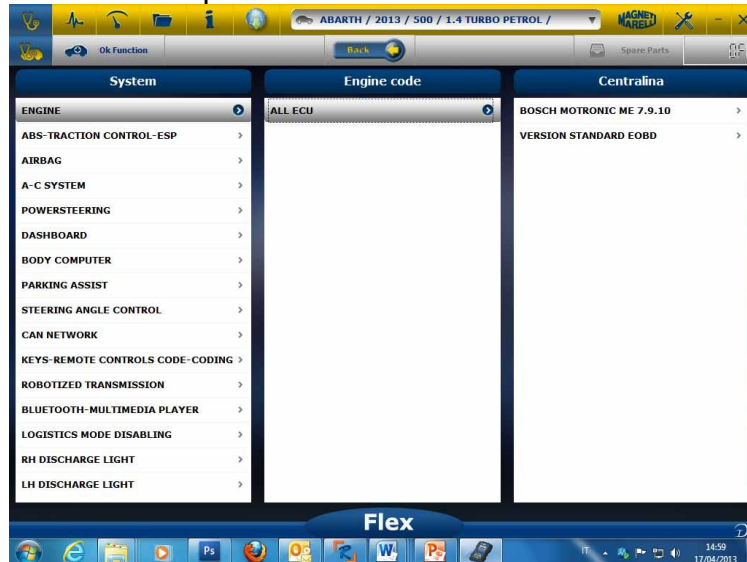 ABARTH / 2013 / 500 / 1.4 TURBO PETROL /
MAGNETI MARELLI
Ok Function
Back
Spare Parts
System
Engine code
Centralina
ENGINE
ALL ECU
BOSCH MOTRONIC ME 7.9.10
ABS-TRACTION CONTROL-ESP
VERSION STANDARD EOBD
AIRBAG
A-C SYSTEM
POWERSTEERING
DASHBOARD
BODY COMPUTER
PARKING ASSIST
STEERING ANGLE CONTROL
CAN NETWORK
KEYS-REMOTE CONTROLS CODE-CODING
ROBOTIZED TRANSMISSION
BLUETOOTH-MULTIMEDIA PLAYER
LOGISTICS MODE DISABLING
RH DISCHARGE LIGHT
LH DISCHARGE LIGHT
Flex
Ps
IT
14:59
17/04/2013